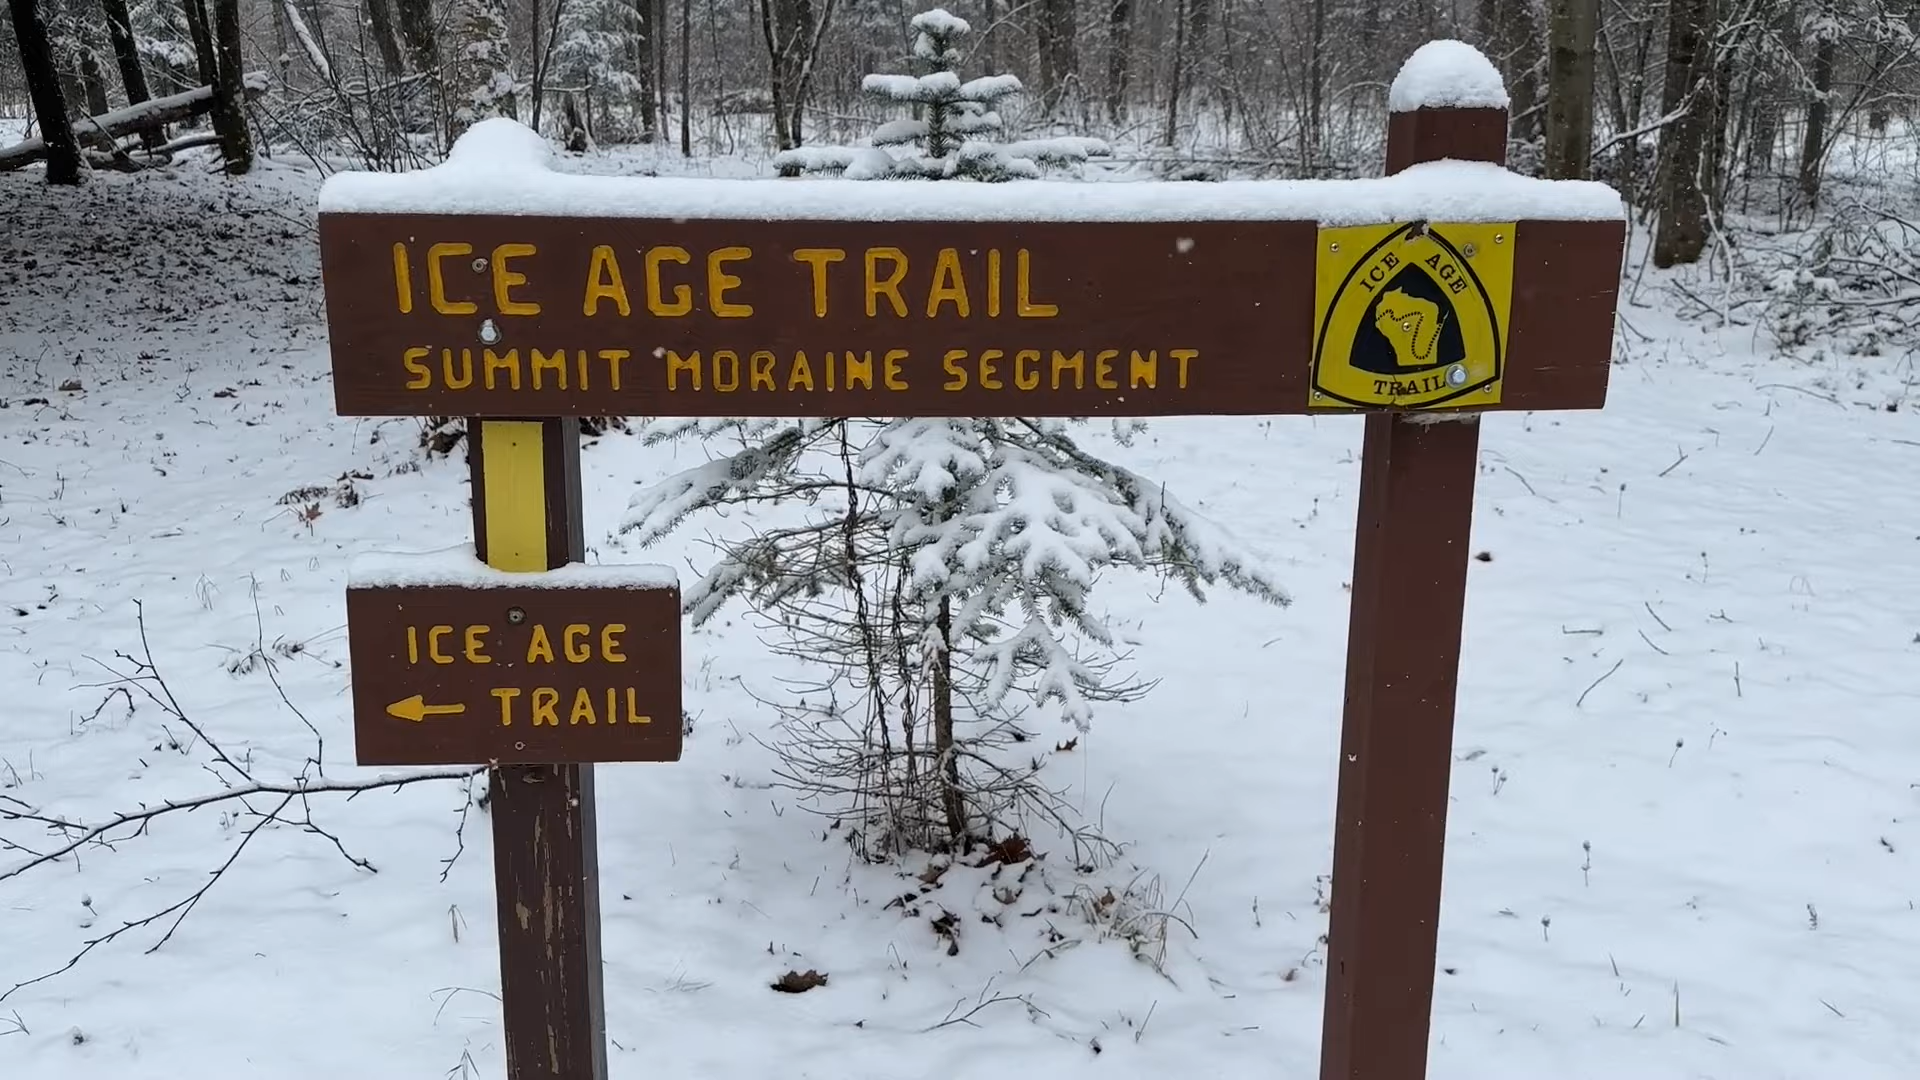 ICE AGE TRAIL
SUMMIT MORAINE SEGMENT
ICE AGE
TRAIL
ICE AGE
TRAIL